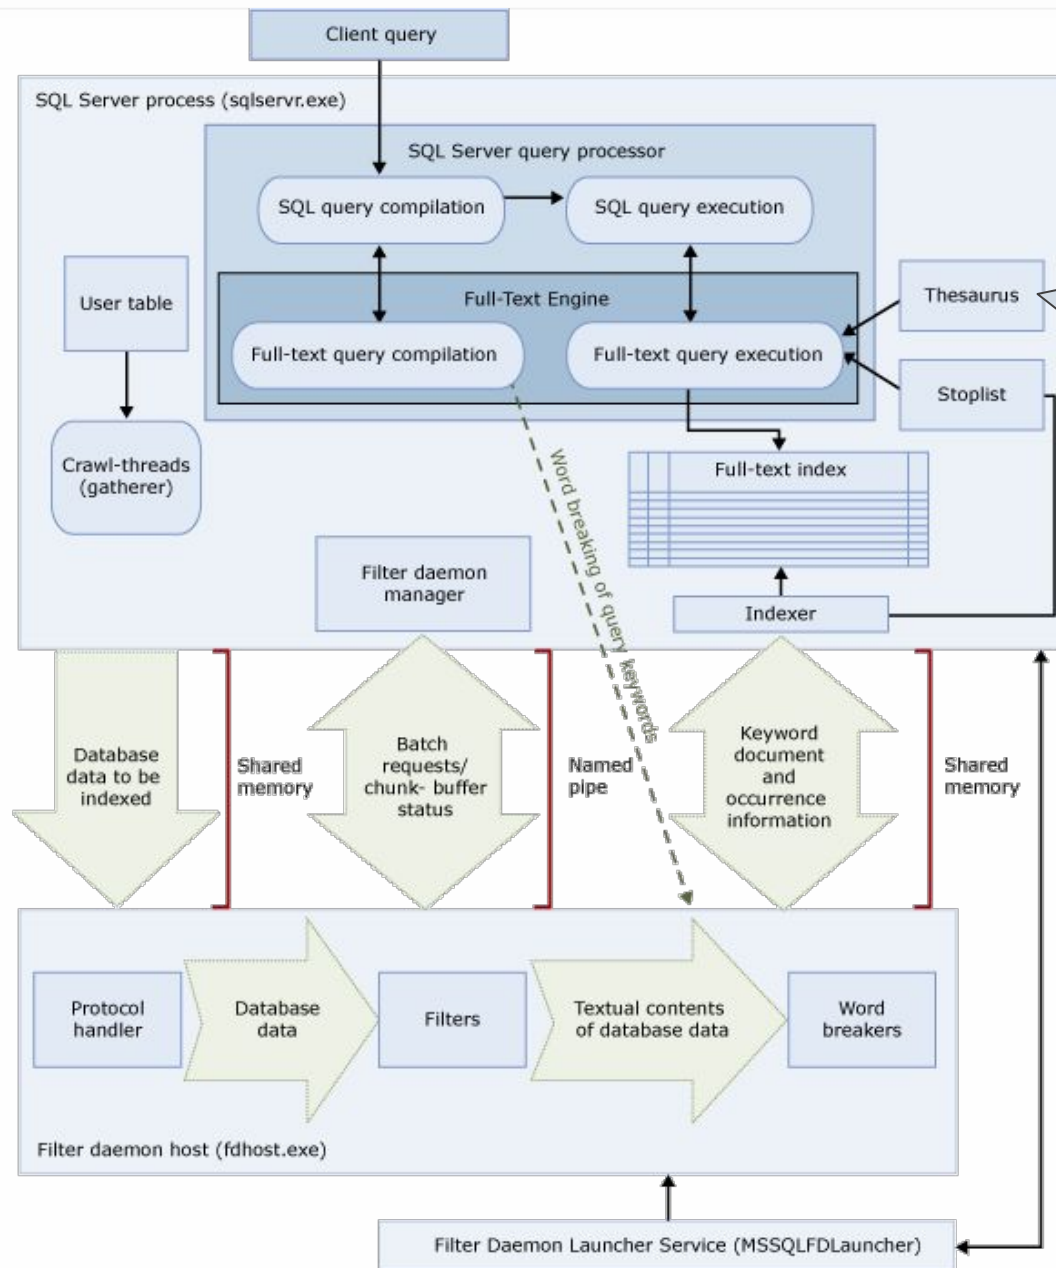 Client query
SQL Server process (sqlservr.exe)
SQL Server query processor
SQL query compilation
SQL query execution
User table
Full-Text Engine
Thesaurus
Full-text query compilation
Full-text query execution
Stoplist
Crawl-threads
(gatherer)
Full-text index
Word breaking of query keywords
Filter daemon
manager
Indexer
Database
data to be
indexed
Shared
memory
Batch
requests/
chunk- buffer
status
Named
pipe
Keyword
document
and
occurrence
information
Shared
memory
Protocol
handler
Database
data
Filters
Textual contents
of database data
Word
breakers
Filter daemon host (fdhost.exe)
Filter Daemon Launcher Service (MSSQLFDLauncher)